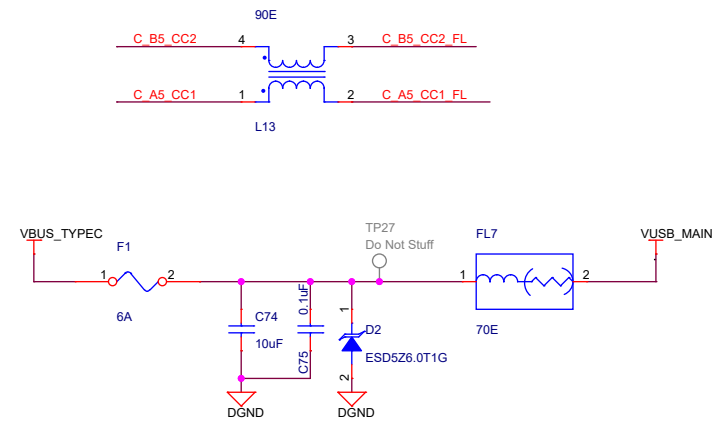 90E
C_B5_CC2 4 3 C_B5_CC2_FL
C_A5_CC1 1 2 C_A5_CC1_FL
L13
VBUS_TYPEC
F1
1 2
6A
TP27
Do Not Stuff
FL7
VUSB_MAIN
1 2
70E
C74
10uF
0.1uF
C75
1
D2
ESD5Z6.0T1G
2
DGND
DGND